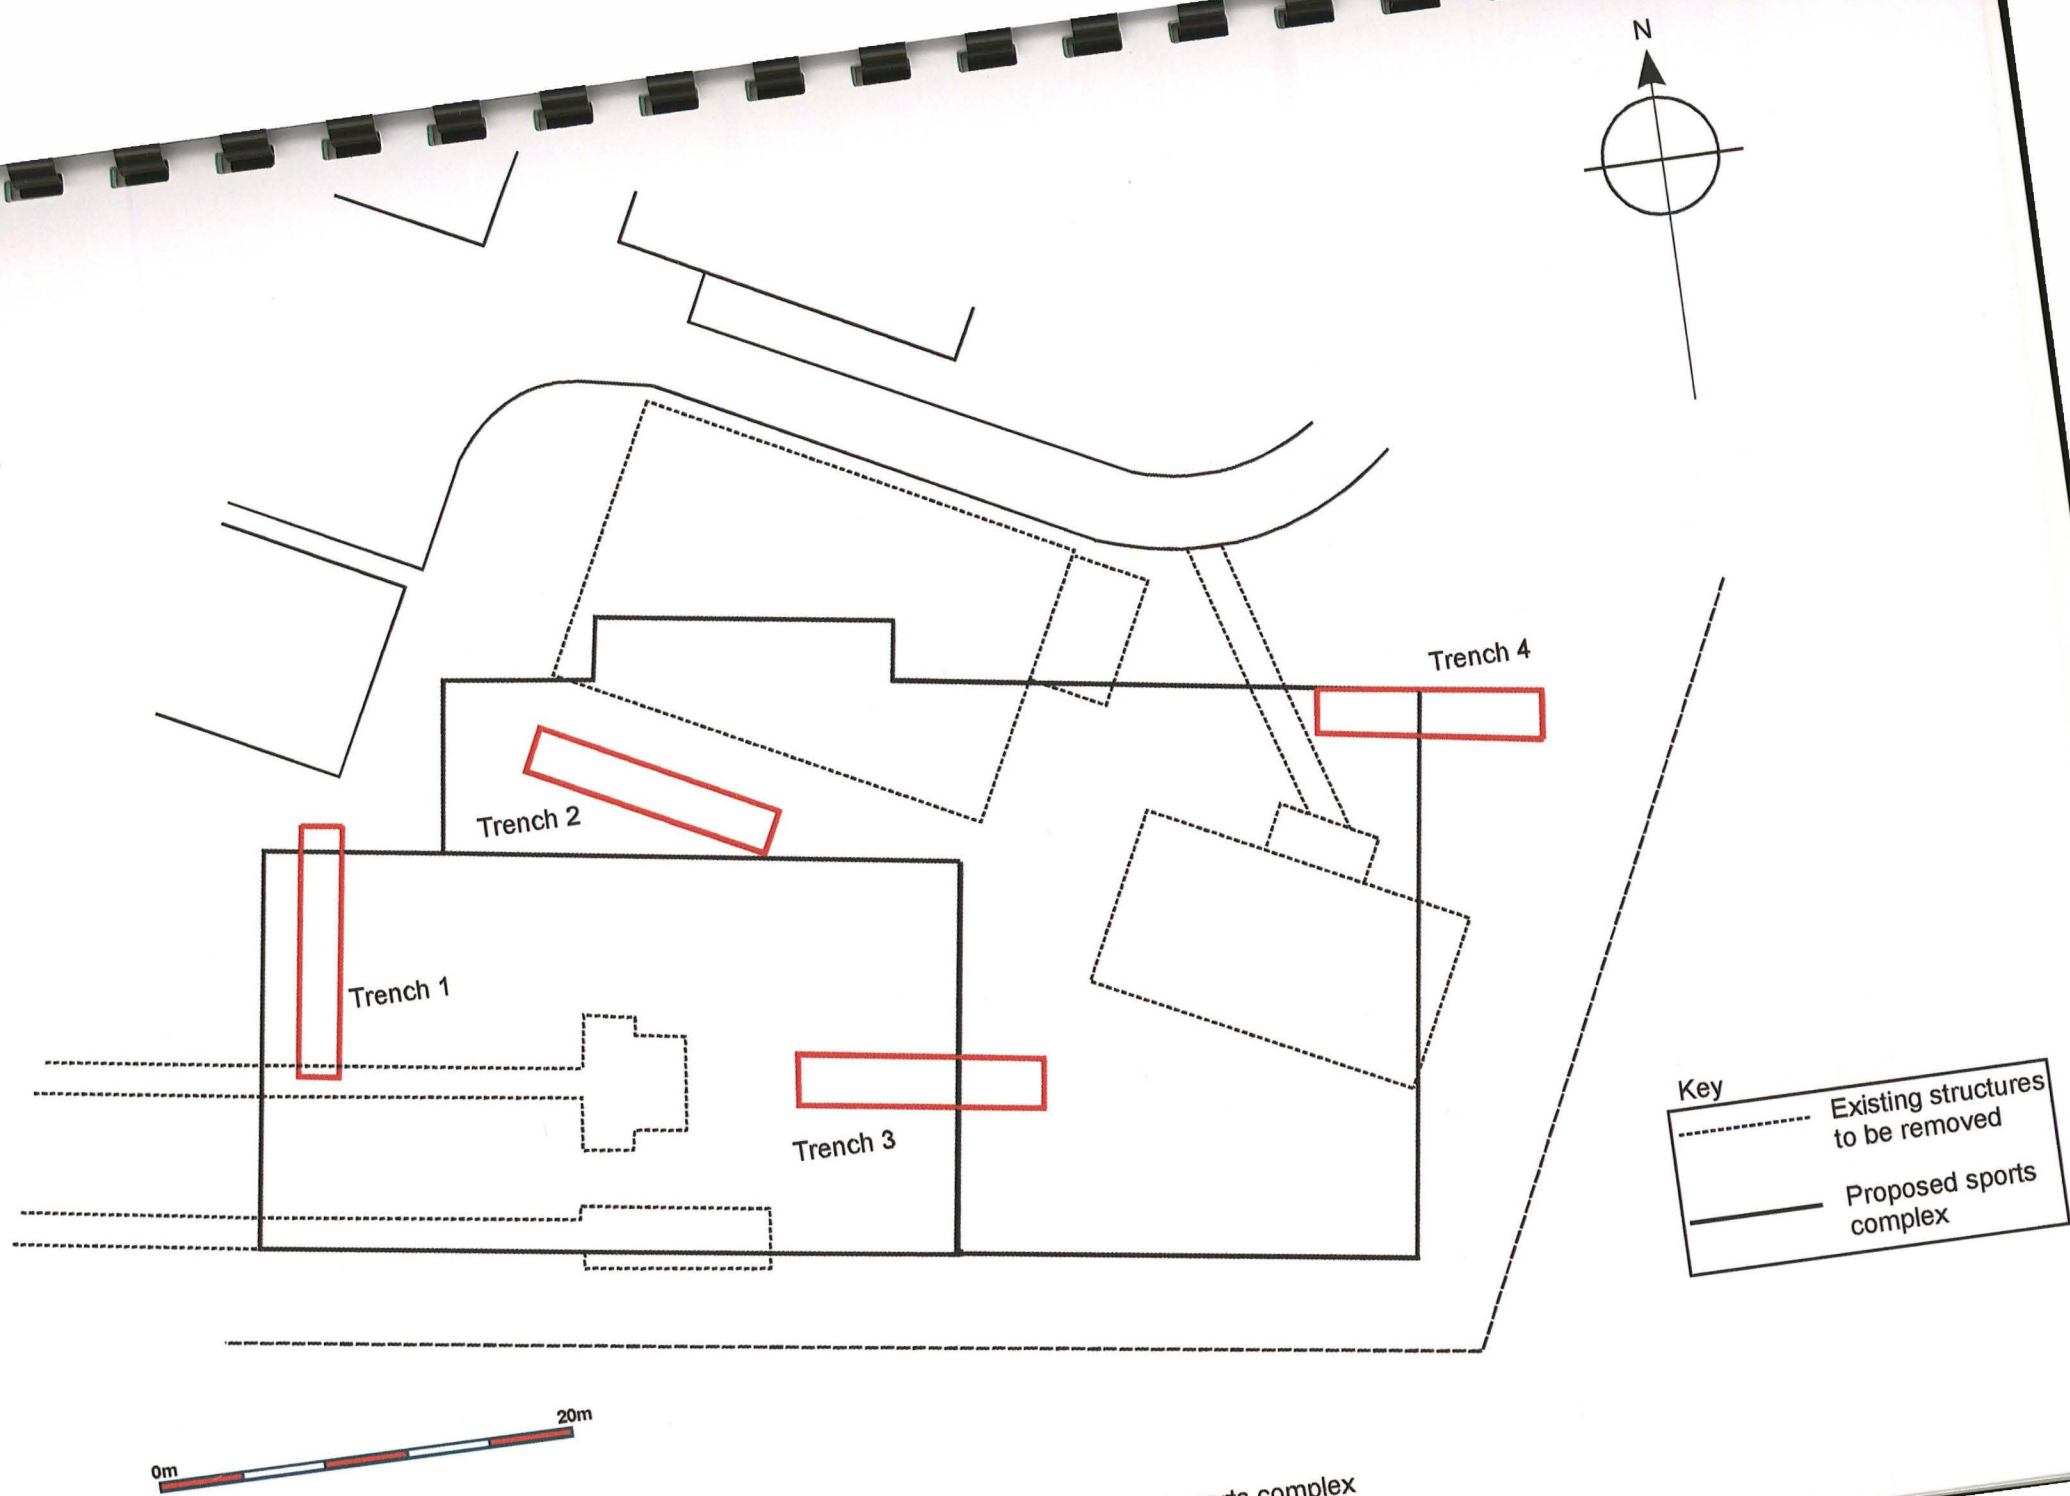 N
Trench 4
Trench 2
Trench 1
Trench 3
Key
Existing structures
to be removed
Proposed sports
complex
20m
0m
complex